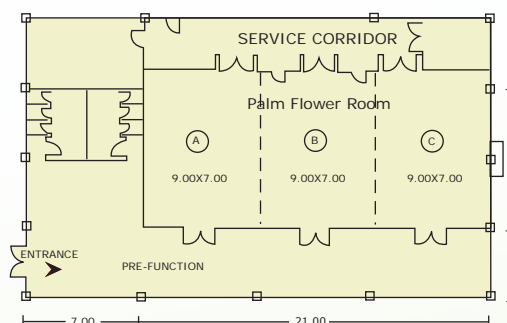 SERVICE CORRIDOR
Palm Flower Room
A B C
9.00X7.00 9.00X7.00 9.00X7.00
ENTRANCE
PRE-FUNCTION
7.00 21.00